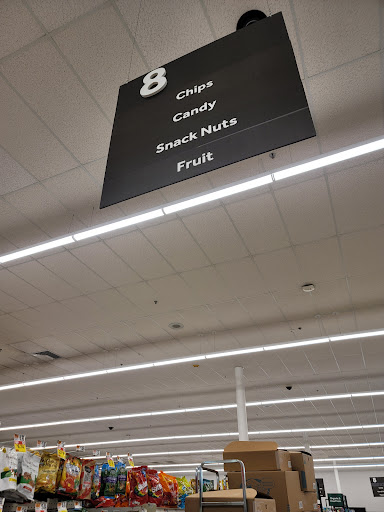 8
Chips
Candy
Snack Nuts
Fruit